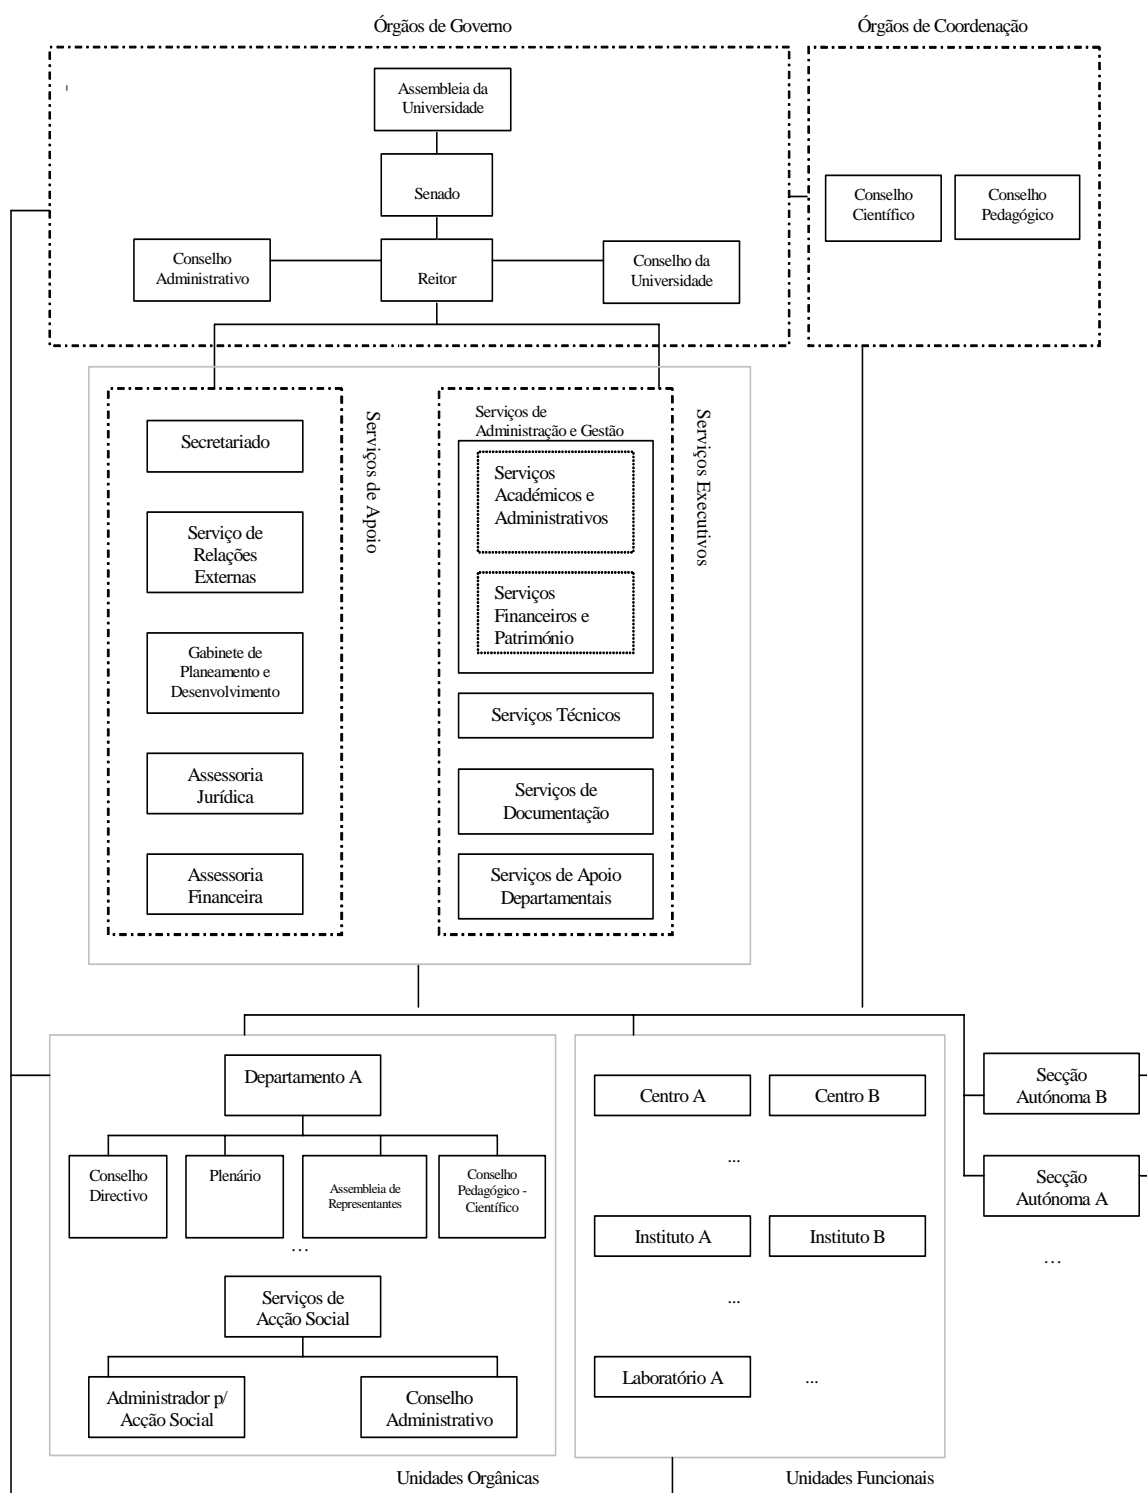 Órgãos de Governo
Órgãos de Coordenação
Assembleia da
Universidade
Senado
Conselho
Administrativo
Reitor
Conselho da
Universidade
Conselho
Científico
Conselho
Pedagógico
Serviços de Apoio
Secretariado
Serviço de
Relações
Externas
Gabinete de
Planeamento e
Desenvolvimento
Assessoria
Jurídica
Assessoria
Financeira
Serviços Executivos
Serviços de
Administração e Gestão
Serviços
Académicos e
Administrativos
Serviços
Financeiros e
Património
Serviços Técnicos
Serviços de
Documentação
Serviços de Apoio
Departamentais
Departamento A
Conselho
Directivo
Plenário
Assembleia de
Representantes
Conselho
Pedagógico -
Científico
...
Serviços de
Acção Social
Administrador p/
Acção Social
Conselho
Administrativo
Unidades Orgânicas
Centro A
Centro B
...
Instituto A
Instituto B
...
Laboratório A
...
Unidades Funcionais
Secção
Autónoma B
Secção
Autónoma A
...